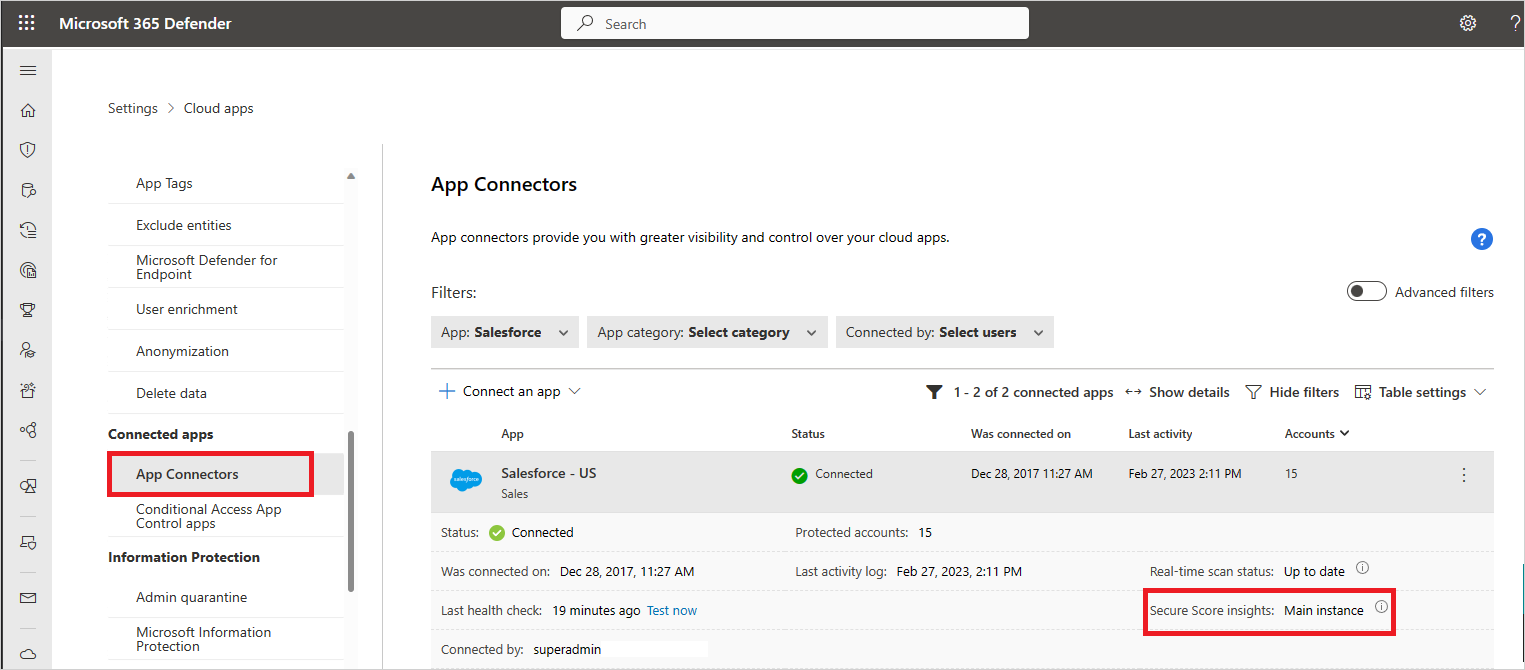 Microsoft 365 Defender
Search
?
Settings > Cloud apps
App Tags
Exclude entities
Microsoft Defender for
Endpoint
User enrichment
Anonymization
Delete data
Connected apps
App Connectors
Conditional Access App
Control apps
Information Protection
Admin quarantine
Microsoft Information
Protection
App Connectors
App connectors provide you with greater visibility and control over your cloud apps.
?
Filters:
Advanced filters
App: Salesforce
App category: Select category
Connected by: Select users
Connect an app
1 - 2 of 2 connected apps
Show details
Hide filters
Table settings
App Status Was connected on Last activity Accounts
salesforce
Salesforce - US Connected Dec 28, 2017 11:27 AM Feb 27, 2023 2:11 PM 15
Sales
Status: Connected Protected accounts: 15
Was connected on: Dec 28, 2017, 11:27 AM Last activity log: Feb 27, 2023, 2:11 PM Real-time scan status: Up to date
Last health check: 19 minutes ago Test now Secure Score insights: Main instance
Connected by: superadmin